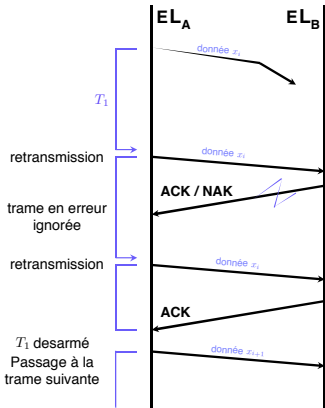 EL_A EL_B
donnée x_i
T_1
retransmission
donnée x_i
ACK / NAK
trame en erreur
ignorée
retransmission
donnée x_i
ACK
T_1 desarmé
Passage à la
trame suivante
donnée x_{i+1}